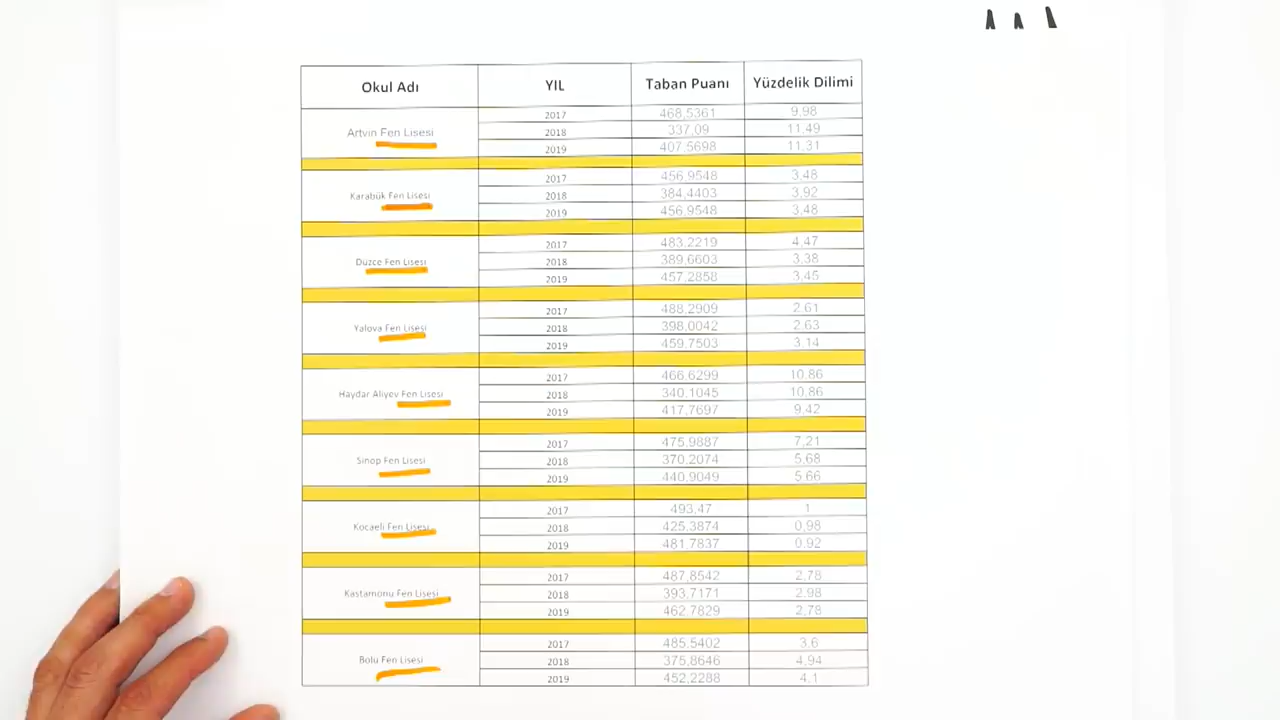 Okul Adı YIL Taban Puanı Yüzdelik Dilimi
2017 468,5361 9,98
Artvin Fen Lisesi 2018 337,09 11,49
2019 407,5698 11,31
2017 456,9548 3,48
Karabük Fen Lisesi 2018 384,4403 3,92
2019 456,9548 3,48
2017 483,2219 4,47
Düzce Fen Lisesi 2018 389,6603 3,38
2019 457,2858 3,45
2017 488,2909 2,61
Yalova Fen Lisesi 2018 398,0042 2,63
2019 459,7503 3,14
2017 466,6299 10,86
Haydar Aliyev Fen Lisesi 2018 340,1045 10,86
2019 417,7697 9,42
2017 475,9887 7,21
Sinop Fen Lisesi 2018 370,2074 5,68
2019 440,9049 5,66
2017 493,47 1
Kocaeli Fen Lisesi 2018 425,3874 0,98
2019 481,7837 0,92
2017 487,8542 2,78
Kastamonu Fen Lisesi 2018 393,7171 2,98
2019 462,7829 2,78
2017 485,5402 3,6
Bolu Fen Lisesi 2018 375,8646 4,94
2019 452,2288 4,1